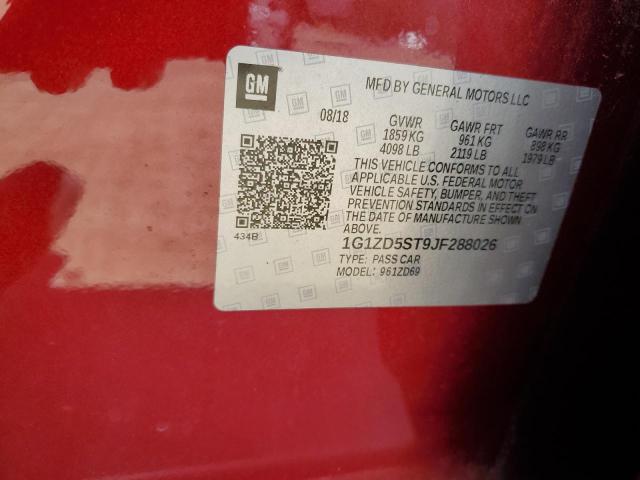 GM
MFD BY GENERAL MOTORS LLC
08/18 GVWR GAWR FRT GAWR RR
1859 KG 961 KG 898 KG
4098 LB 2119 LB 1979 LB
THIS VEHICLE CONFORMS TO ALL
APPLICABLE U.S. FEDERAL MOTOR
VEHICLE SAFETY, BUMPER, AND THEFT
PREVENTION STANDARDS IN EFFECT ON
THE DATE OF MANUFACTURE SHOWN
ABOVE.
434B
1G1ZD5ST9JF288026
TYPE: PASS CAR
MODEL: 961ZD69